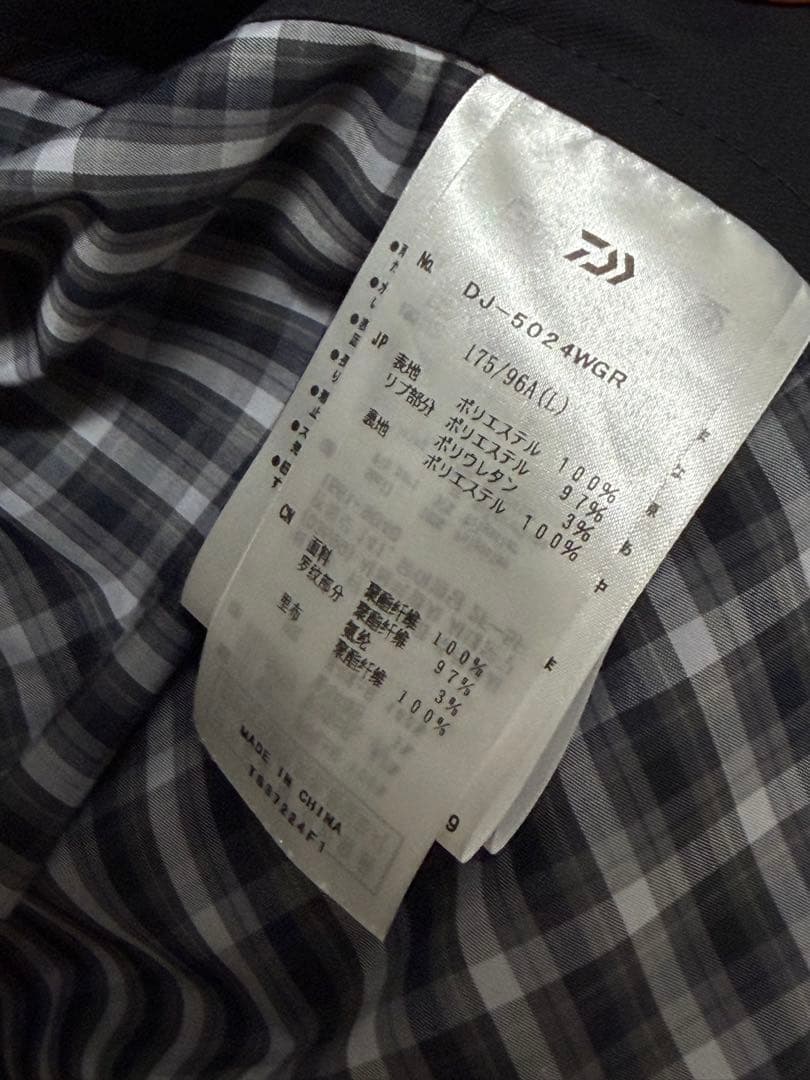 No.
DJ-5024WGR
175/96A(L)
JP
表地 ポリエステル 100%
リブ部分 ポリエステル 97%
ポリウレタン 3%
裏地 ポリエステル 100%
CN
面料 聚酯纤维 100%
罗纹部分 聚酯纤维 97%
氨纶 3%
里布 聚酯纤维 100%
MADE IN CHINA
9